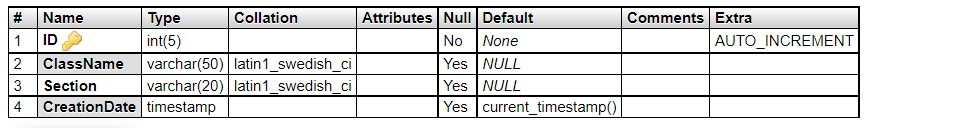 # Name Type Collation Attributes Null Default Comments Extra
1 ID int(5) No None AUTO_INCREMENT
2 ClassName varchar(50) latin1_swedish_ci Yes NULL
3 Section varchar(20) latin1_swedish_ci Yes NULL
4 CreationDate timestamp Yes current_timestamp()